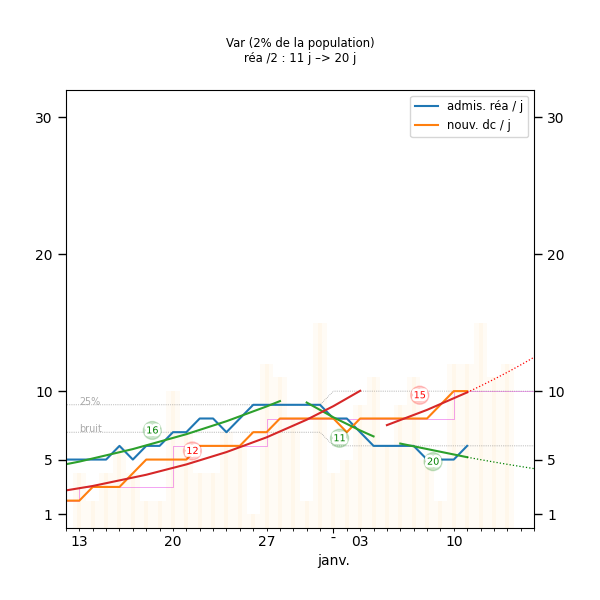 Var (2% de la population)
réa /2 : 11 j –> 20 j
admis. réa / j
nouv. dc / j
30 30
20 20
10 10
5 5
1 1
25%
bruit
16
12
11
15
20
13 20 27 - 03 10
janv.